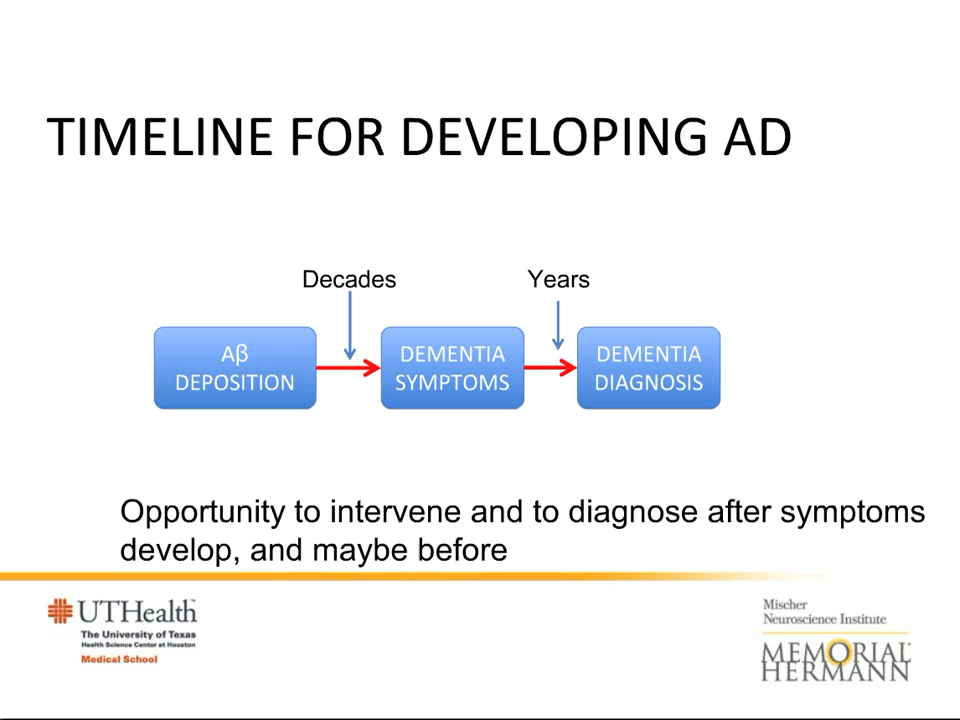 TIMELINE FOR DEVELOPING AD
Decades
Years
Aβ
DEPOSITION
DEMENTIA
SYMPTOMS
DEMENTIA
DIAGNOSIS
Opportunity to intervene and to diagnose after symptoms
develop, and maybe before
UTHealth
The University of Texas
Health Science Center at Houston
Medical School
Mischer
Neuroscience Institute
MEMORIAL
HERMANN